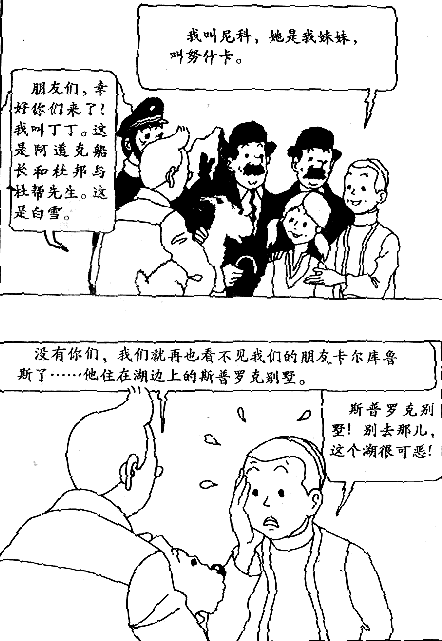 我叫尼科，她是我妹妹，
叫努什卡。
朋友们，幸
好你们来了！
我叫丁丁。这
是阿道克船
长和杜邦与
杜帮先生。这
是白雪。
没有你们、我们就再也看不见我们的朋友卡尔库鲁
斯了……他住在湖边上的斯普罗克别墅。
斯普罗克别
墅！别去那儿，
这个湖很可恶！